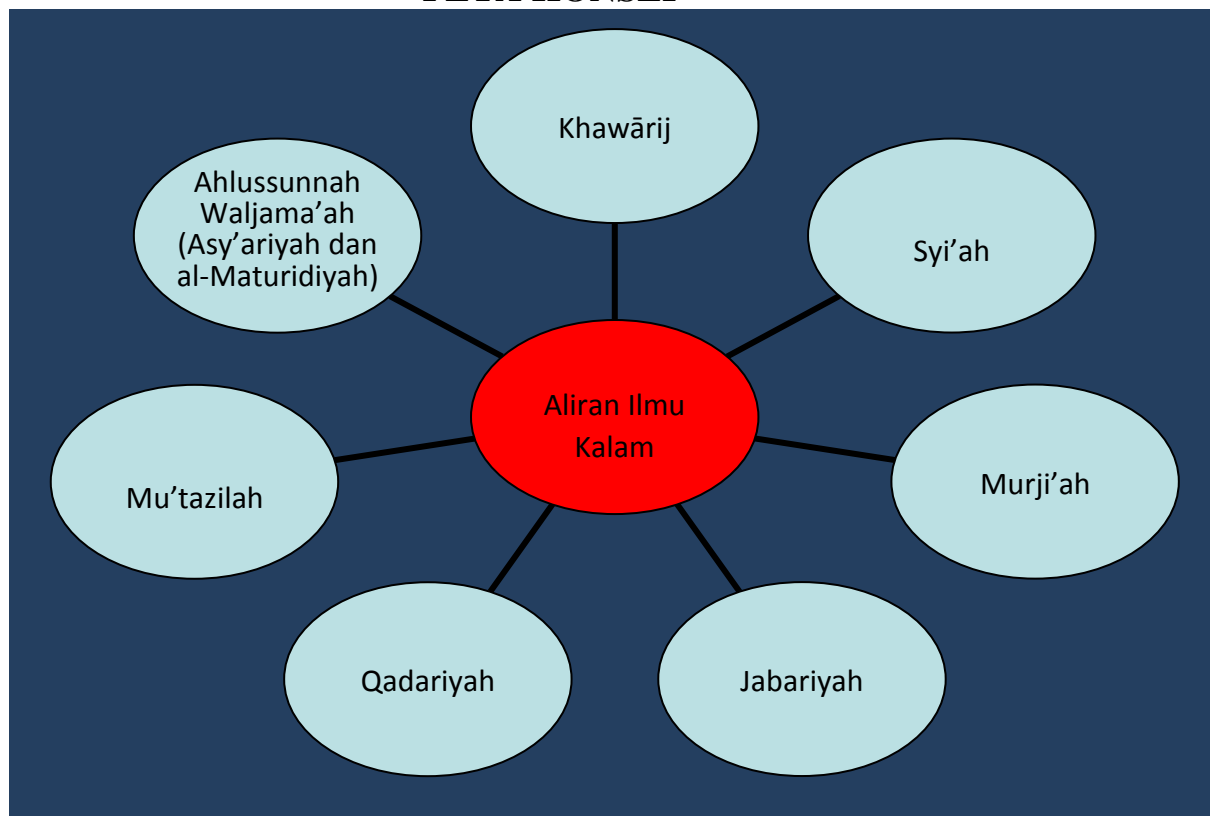 Khawārij
Syi’ah
Murji’ah
Jabariyah
Qadariyah
Mu’tazilah
Ahlussunnah
Waljama’ah
(Asy’ariyah dan
al-Maturidiyah)
Aliran Ilmu
Kalam